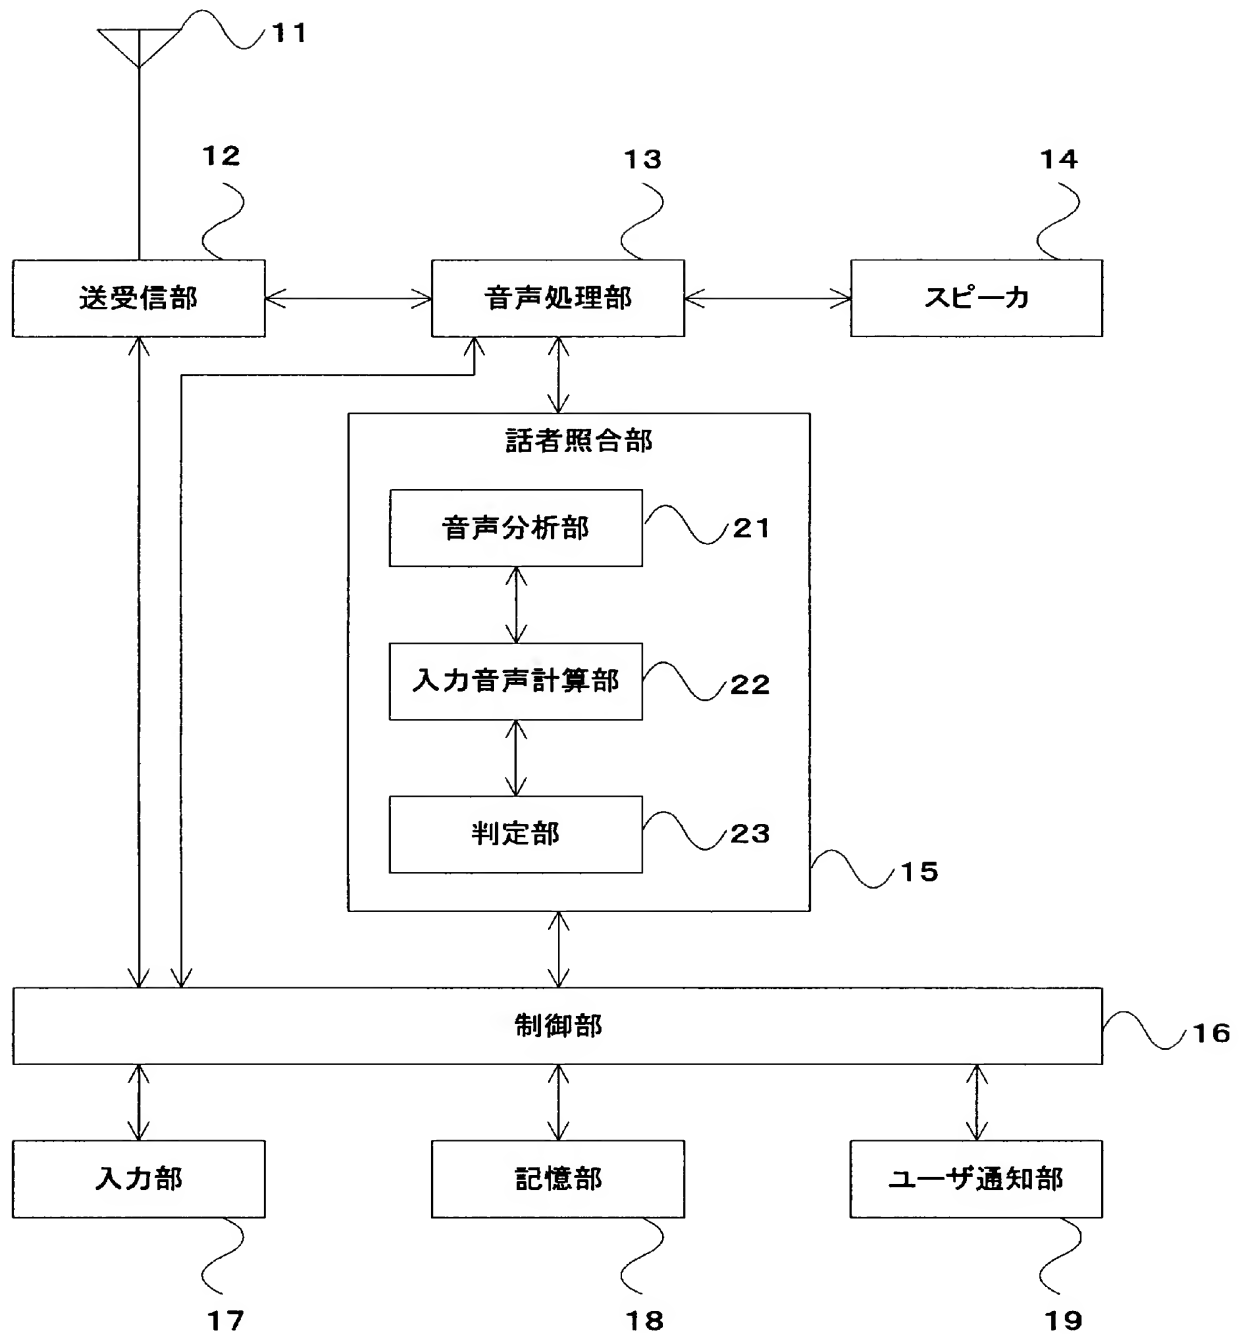 11
12
13
14
送受信部
音声処理部
スピーカ
話者照合部
音声分析部
21
入力音声計算部
22
判定部
23
15
制御部
16
入力部
記憶部
ユーザ通知部
17
18
19